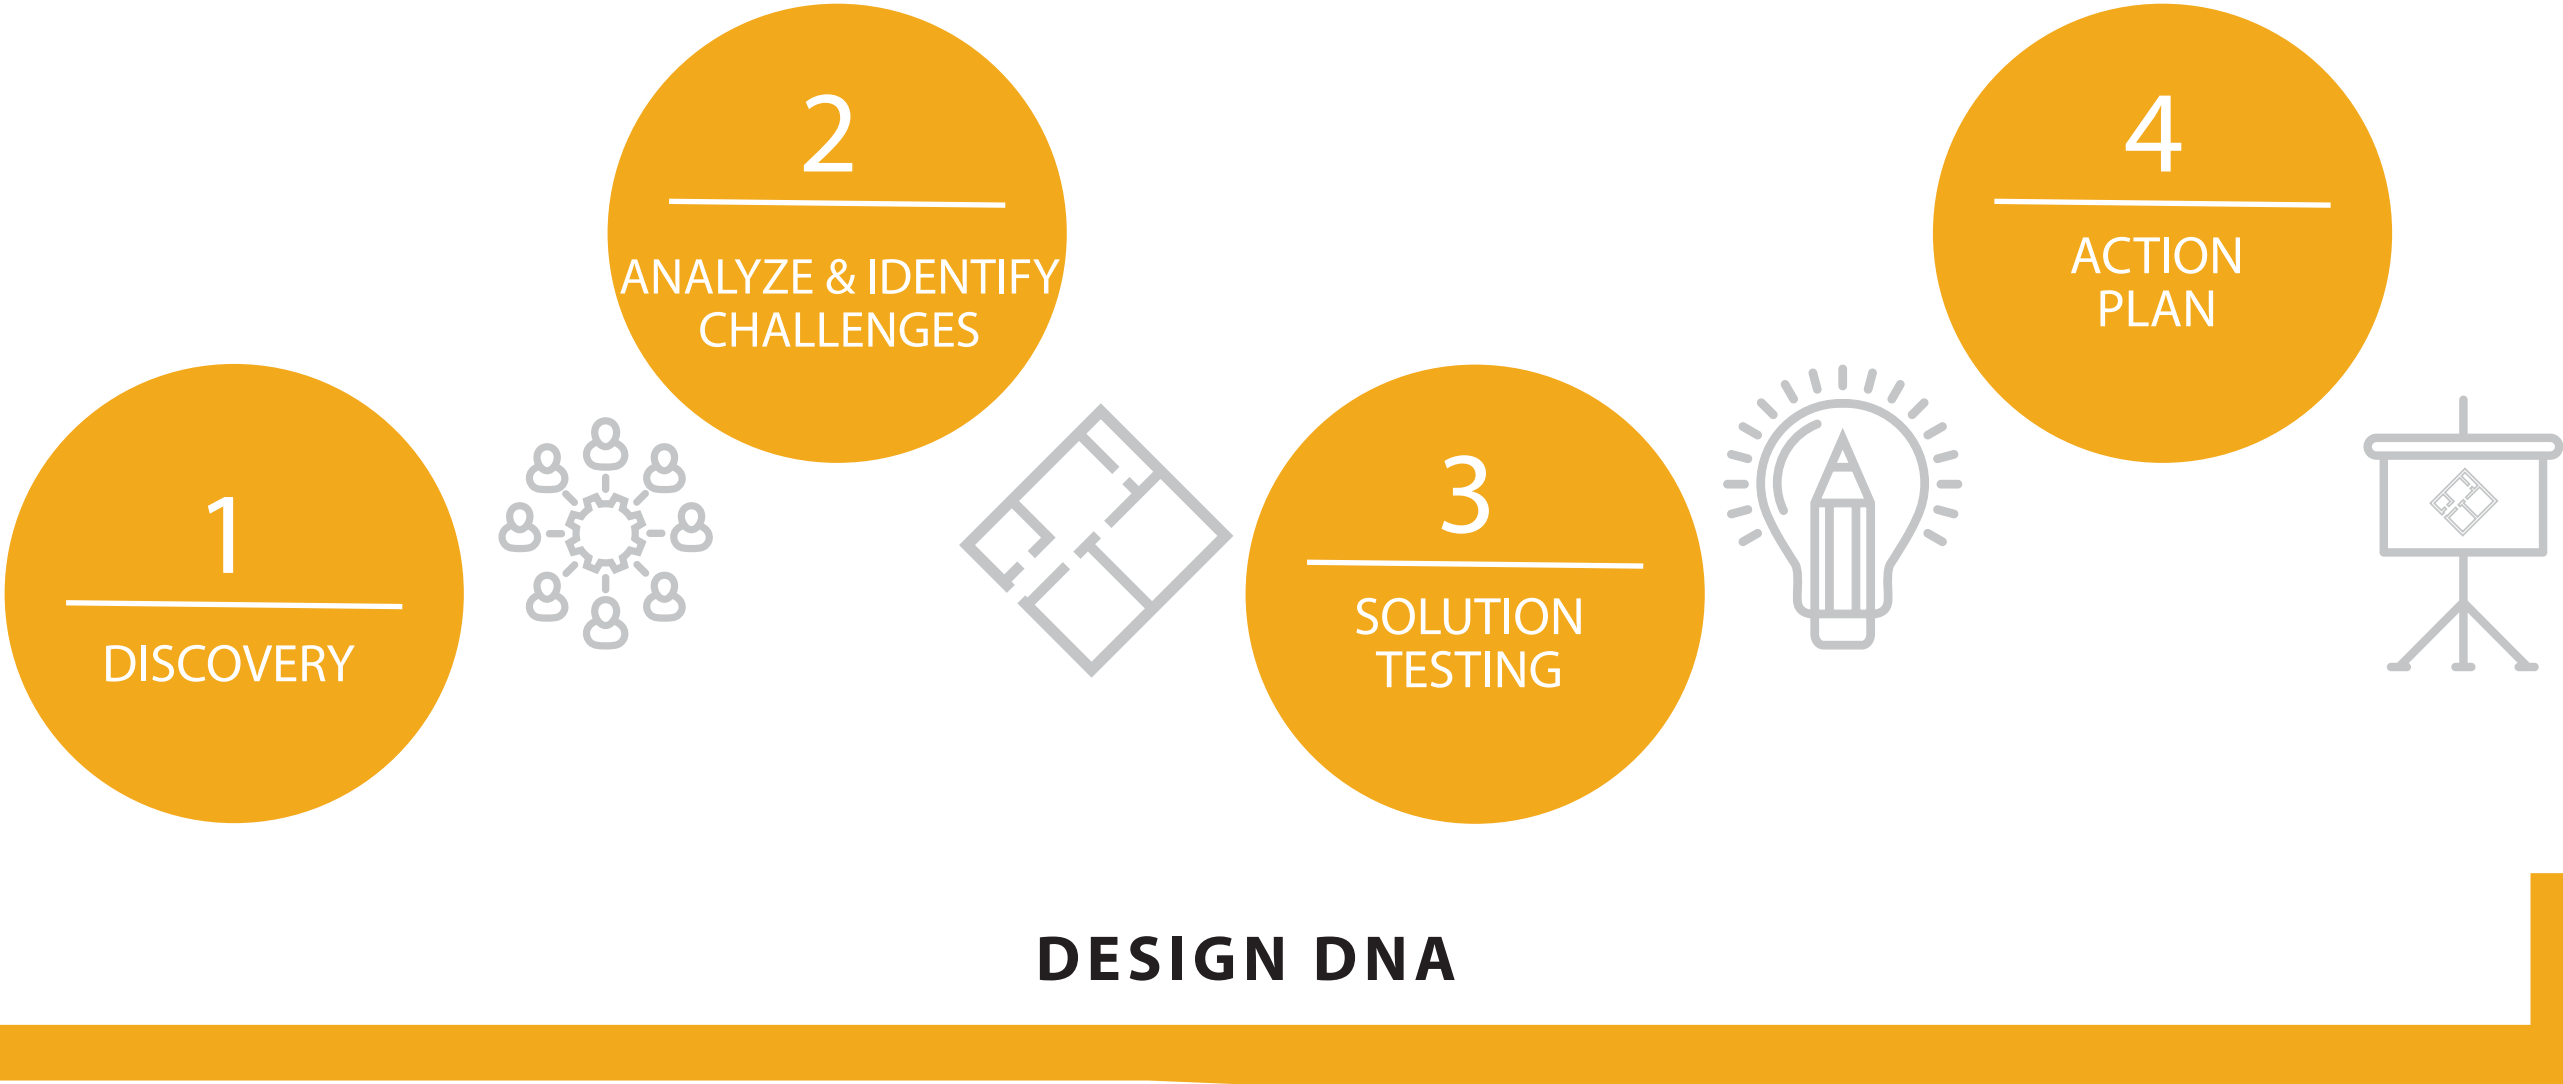 1
DISCOVERY
2
ANALYZE & IDENTIFY
CHALLENGES
3
SOLUTION
TESTING
4
ACTION
PLAN
DESIGN DNA